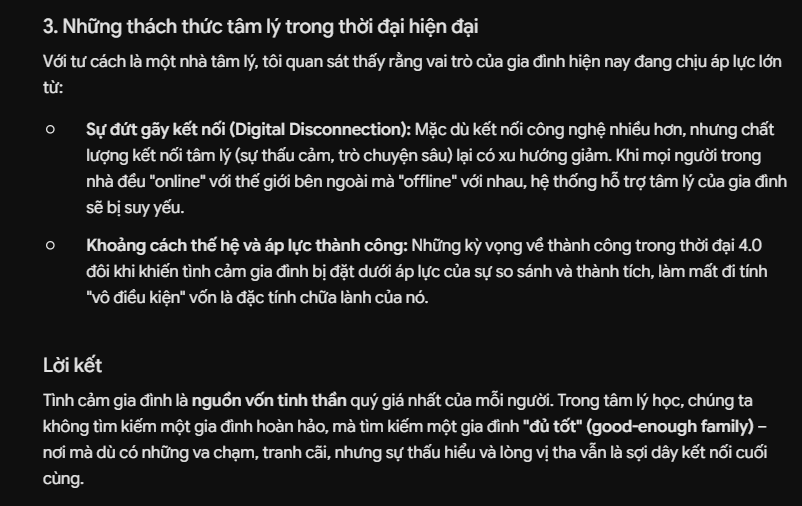 3. Những thách thức tâm lý trong thời đại hiện đại
Với tư cách là một nhà tâm lý, tôi quan sát thấy rằng vai trò của gia đình hiện nay đang chịu áp lực lớn
từ:
Sự đứt gãy kết nối (Digital Disconnection): Mặc dù kết nối công nghệ nhiều hơn, nhưng chất
lượng kết nối tâm lý (sự thấu cảm, trò chuyện sâu) lại có xu hướng giảm. Khi mọi người trong
nhà đều "online" với thế giới bên ngoài mà "offline" với nhau, hệ thống hỗ trợ tâm lý của gia đình
sẽ bị suy yếu.
Khoảng cách thế hệ và áp lực thành công: Những kỳ vọng về thành công trong thời đại 4.0
đôi khi khiến tình cảm gia đình bị đặt dưới áp lực của sự so sánh và thành tích, làm mất đi tính
"vô điều kiện" vốn là đặc tính chữa lành của nó.
Lời kết
Tình cảm gia đình là nguồn vốn tinh thần quý giá nhất của mỗi người. Trong tâm lý học, chúng ta
không tìm kiếm một gia đình hoàn hảo, mà tìm kiếm một gia đình "đủ tốt" (good-enough family) –
nơi mà dù có những va chạm, tranh cãi, nhưng sự thấu hiểu và lòng vị tha vẫn là sợi dây kết nối cuối
cùng.